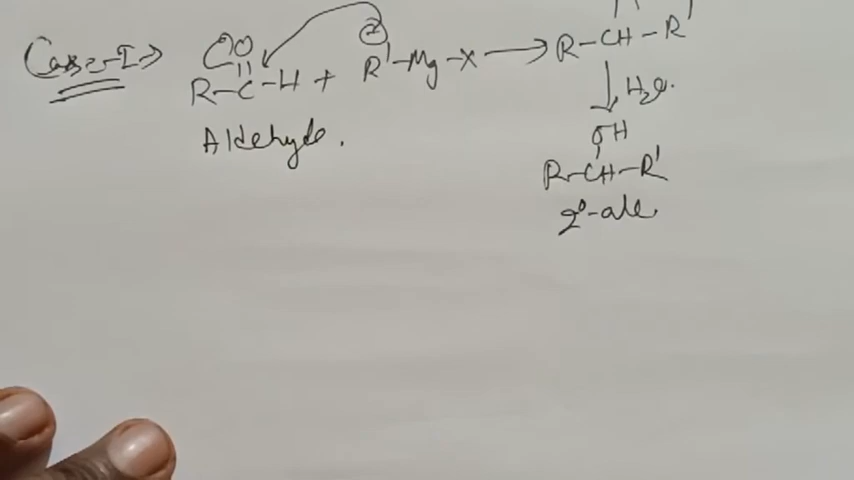 Case-I ⇒ R-C(=O)-H + R'-Mg-X → R-CH-R'
Aldehyde.
↓ H2O.
OH
R-CH-R'
2°-alc.